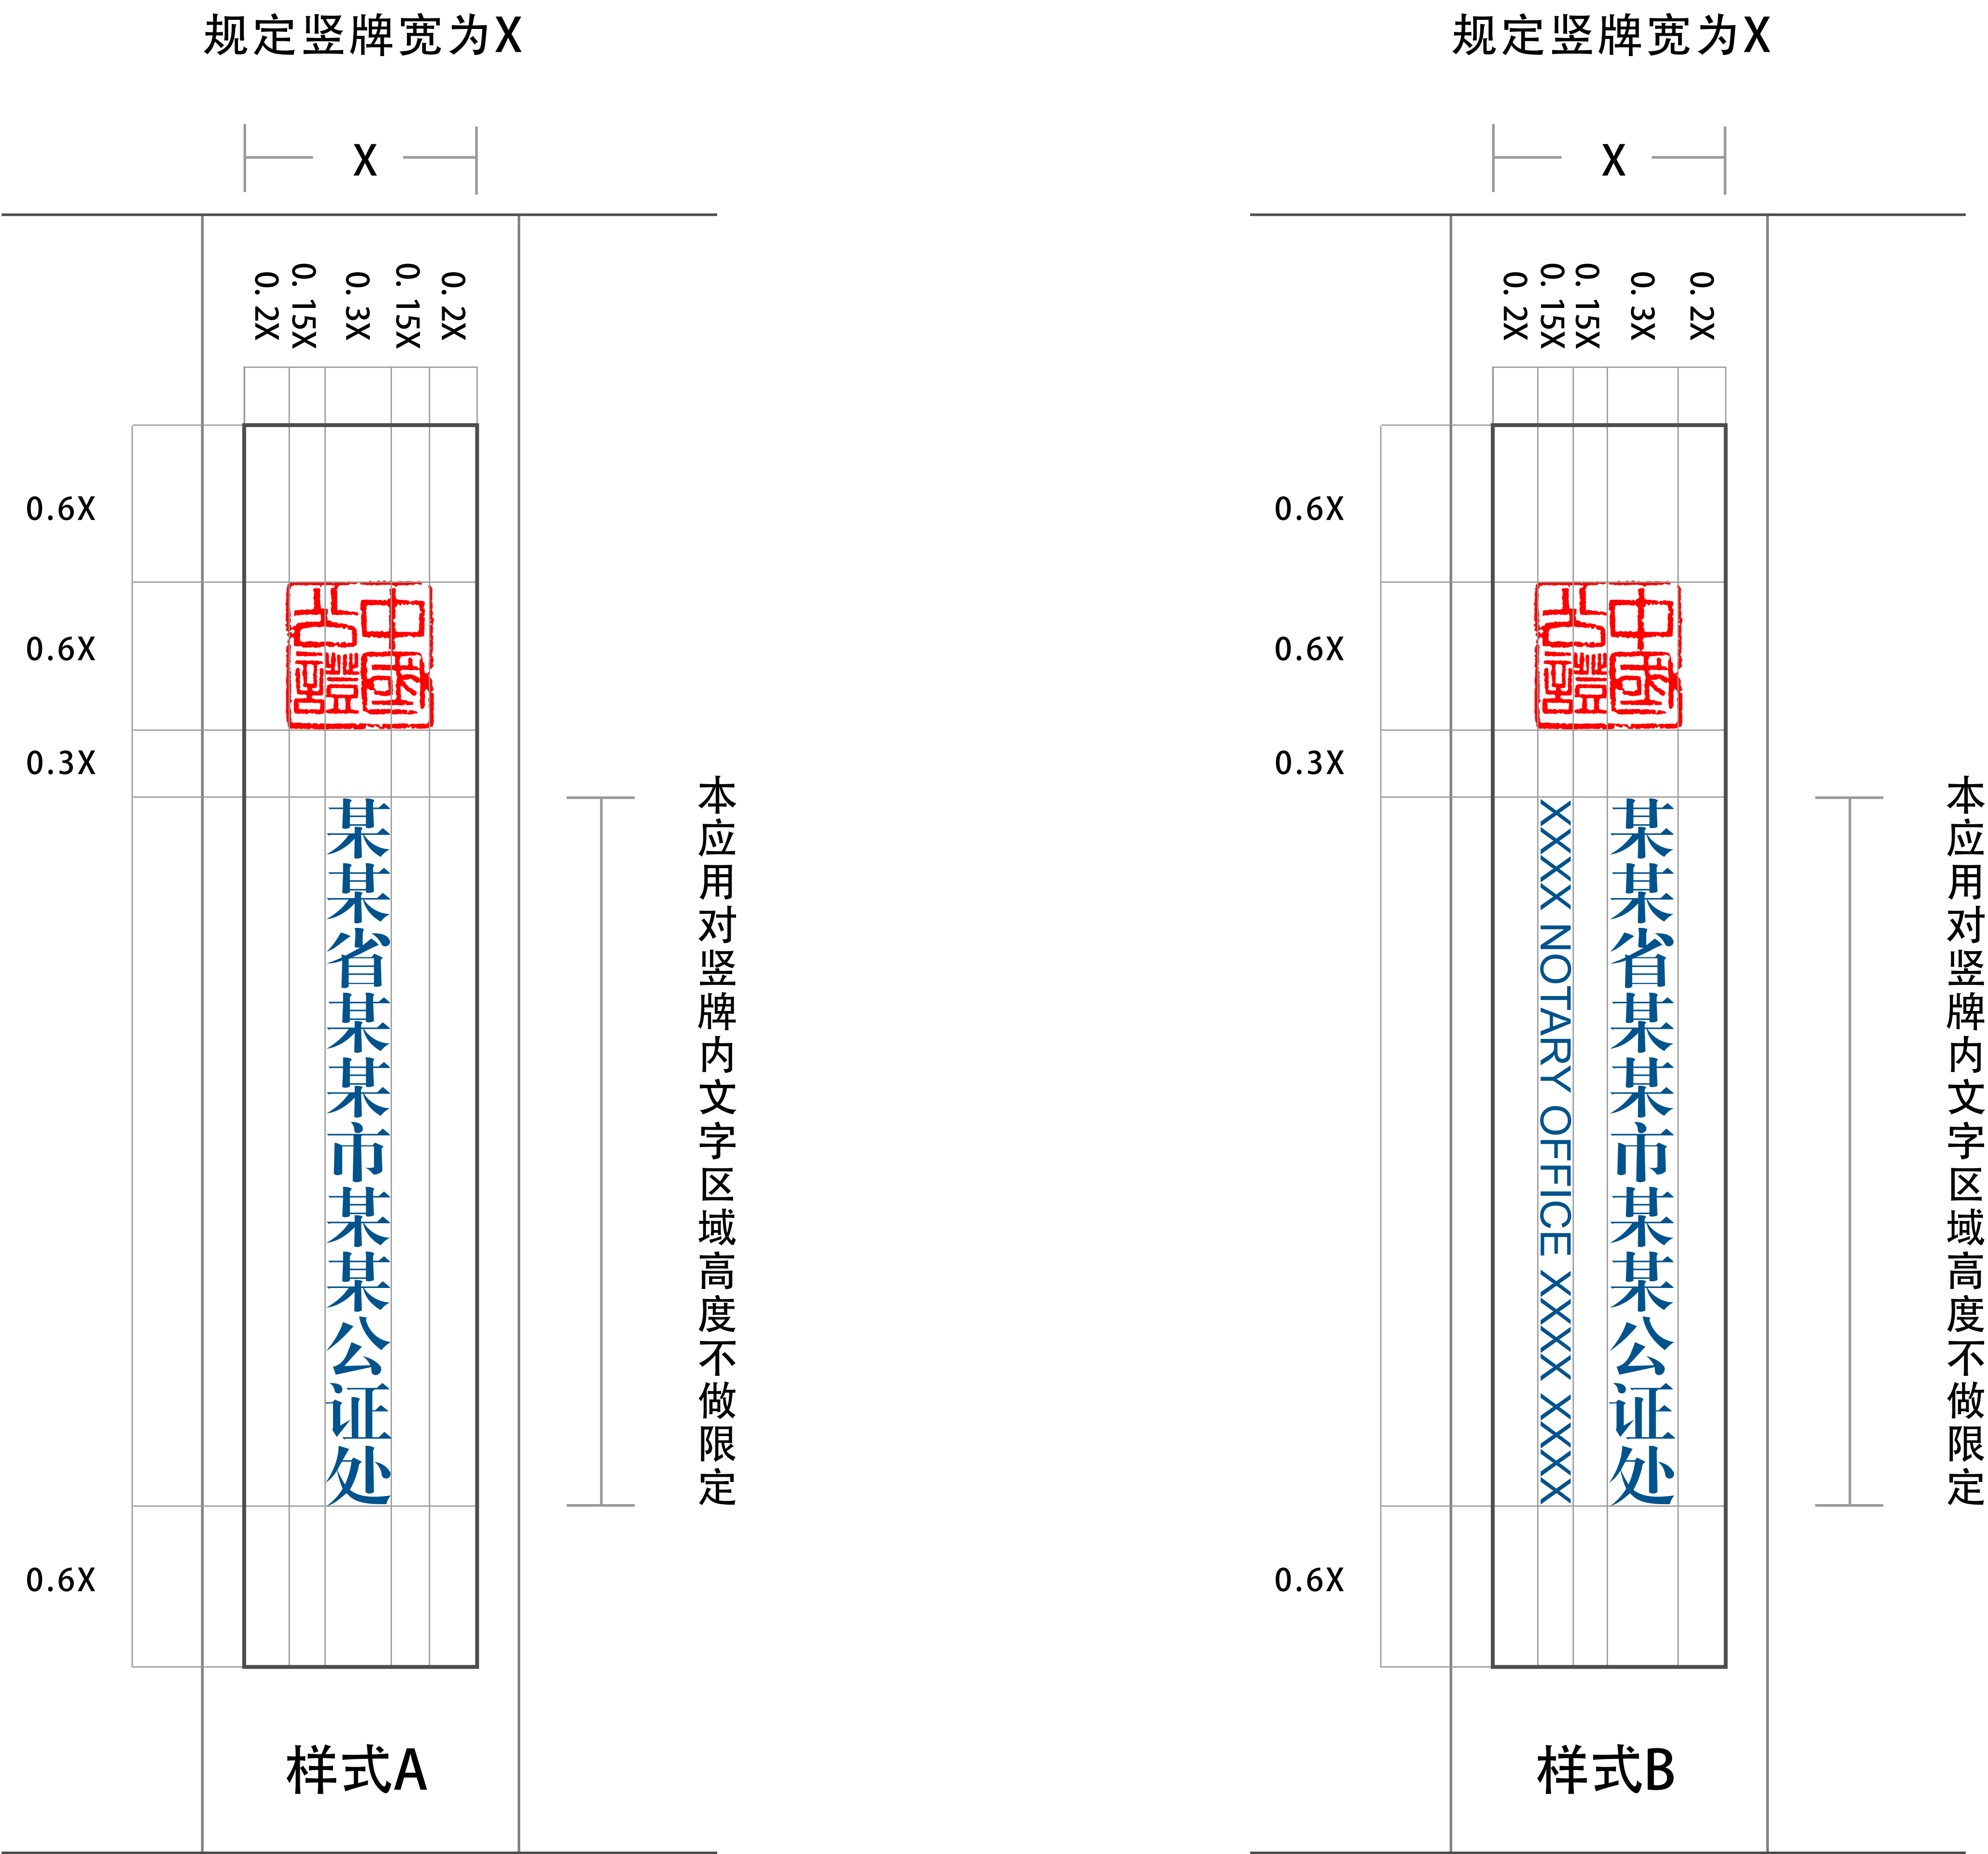 规定竖牌宽为X
X
0.2X
0.15X
0.3X
0.15X
0.2X
0.6X
0.6X
0.3X
0.6X
中國公證
某某省某某市某某公证处
本应用对竖牌内文字区域高度不做限定
样式A
规定竖牌宽为X
X
0.2X
0.15X
0.15X
0.3X
0.2X
0.6X
0.6X
0.3X
0.6X
中國公證
某某省某某市某某公证处
XXXX NOTARY OFFICE XXXX XXXX
本应用对竖牌内文字区域高度不做限定
样式B